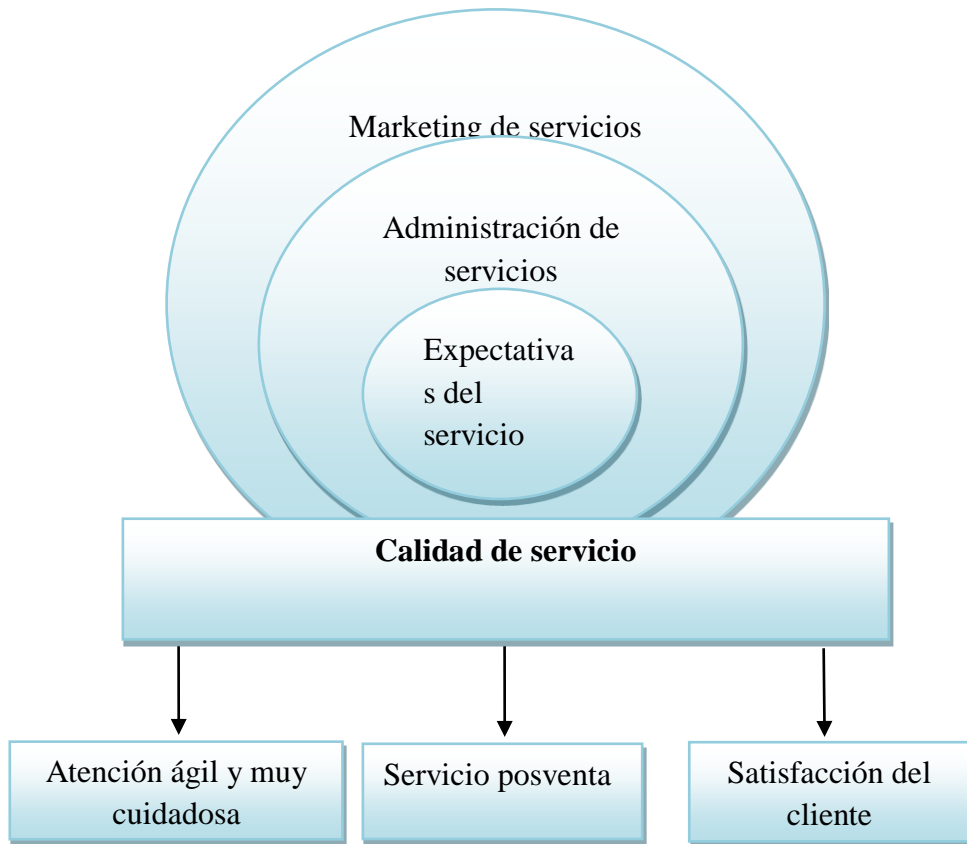 Marketing de servicios
Administración de
servicios
Expectativa
s del
servicio
Calidad de servicio
Atención ágil y muy
cuidadosa
Servicio posventa
Satisfacción del
cliente